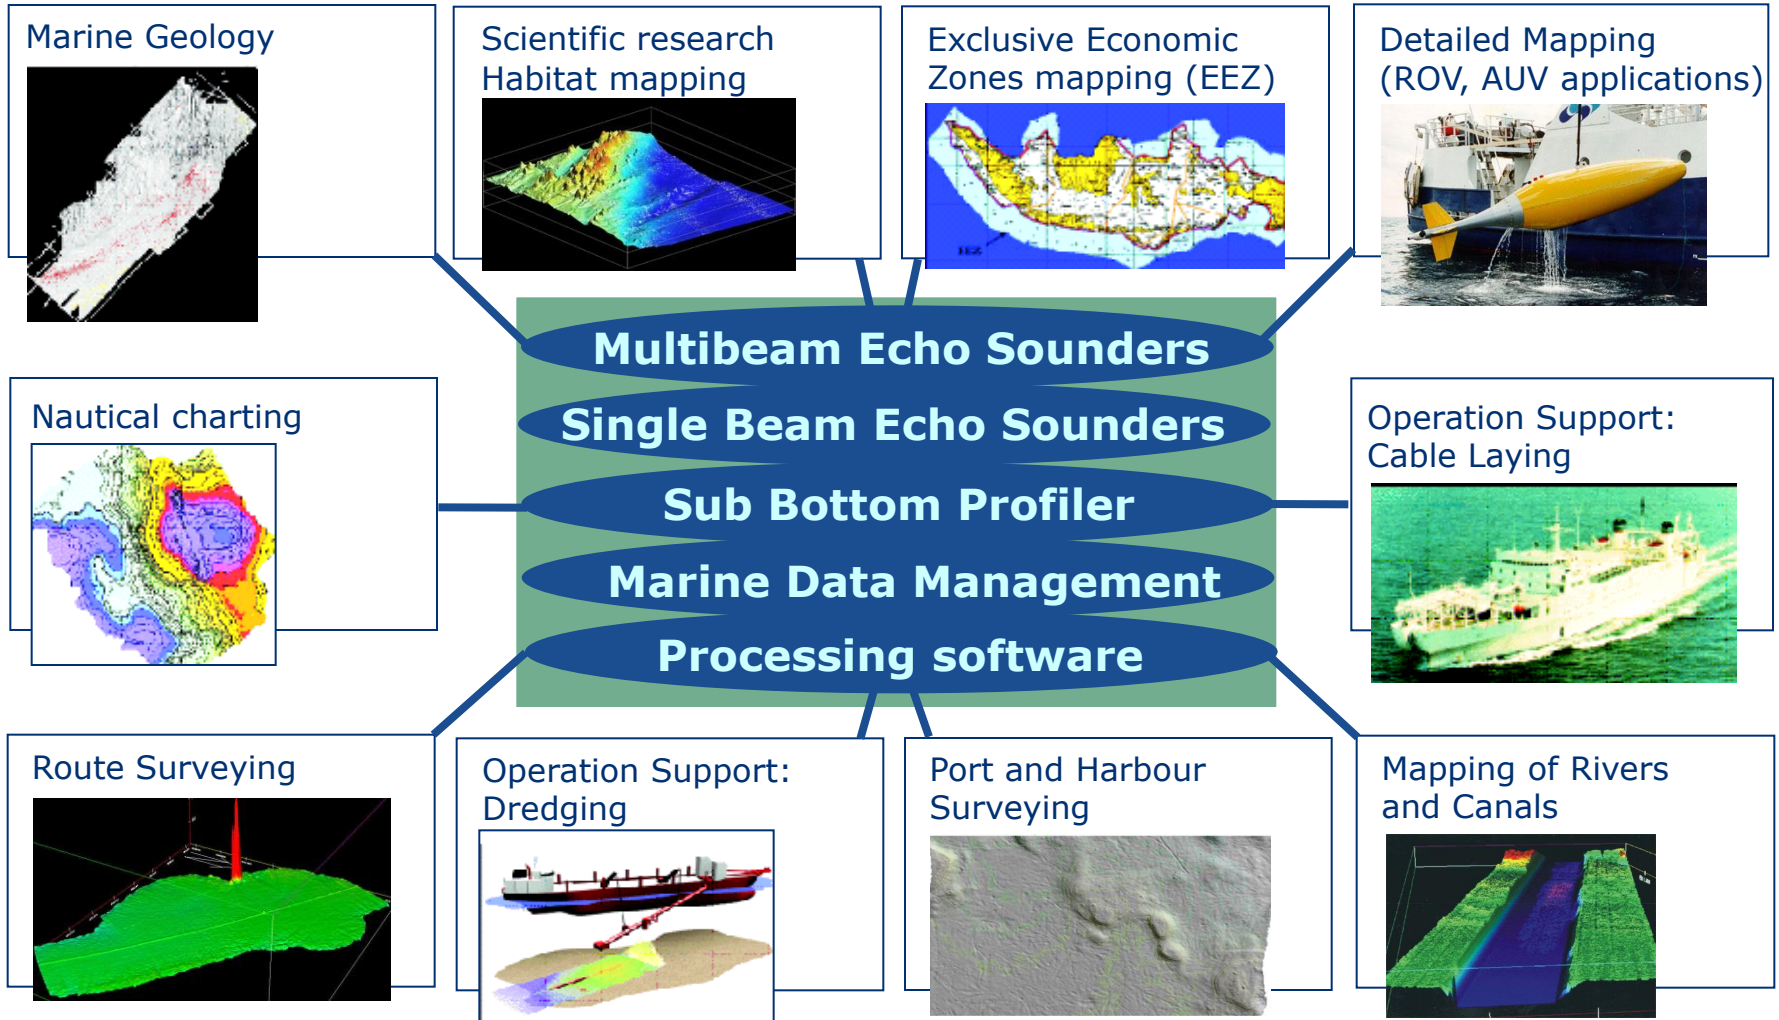 Marine Geology
Scientific research
Habitat mapping
Exclusive Economic
Zones mapping (EEZ)
EEZ
Detailed Mapping
(ROV, AUV applications)
Multibeam Echo Sounders
Single Beam Echo Sounders
Sub Bottom Profiler
Marine Data Management
Processing software
Nautical charting
Operation Support:
Cable Laying
Route Surveying
Operation Support:
Dredging
Port and Harbour
Surveying
Mapping of Rivers
and Canals